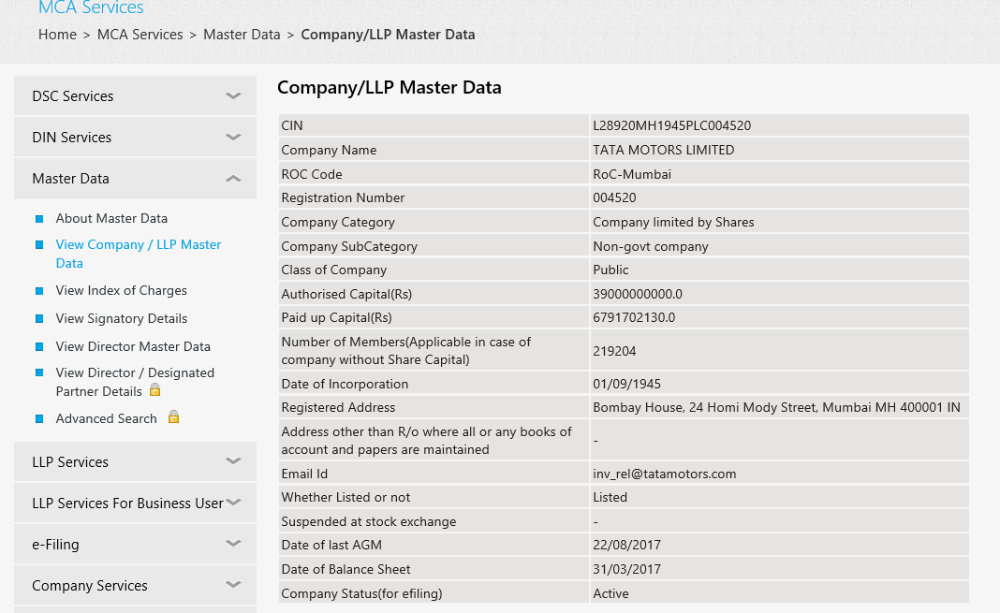 MCA Services
Home > MCA Services > Master Data > Company/LLP Master Data
DSC Services
DIN Services
Master Data
About Master Data
View Company / LLP Master
Data
View Index of Charges
View Signatory Details
View Director Master Data
View Director / Designated
Partner Details
Advanced Search
LLP Services
LLP Services For Business User
e-Filing
Company Services
Company/LLP Master Data
CIN L28920MH1945PLC004520
Company Name TATA MOTORS LIMITED
ROC Code RoC-Mumbai
Registration Number 004520
Company Category Company limited by Shares
Company SubCategory Non-govt company
Class of Company Public
Authorised Capital(Rs) 39000000000.0
Paid up Capital(Rs) 6791702130.0
Number of Members(Applicable in case of
company without Share Capital) 219204
Date of Incorporation 01/09/1945
Registered Address Bombay House, 24 Homi Mody Street, Mumbai MH 400001 IN
Address other than R/o where all or any books of
account and papers are maintained -
Email Id inv_rel@tatamotors.com
Whether Listed or not Listed
Suspended at stock exchange -
Date of last AGM 22/08/2017
Date of Balance Sheet 31/03/2017
Company Status(for efiling) Active